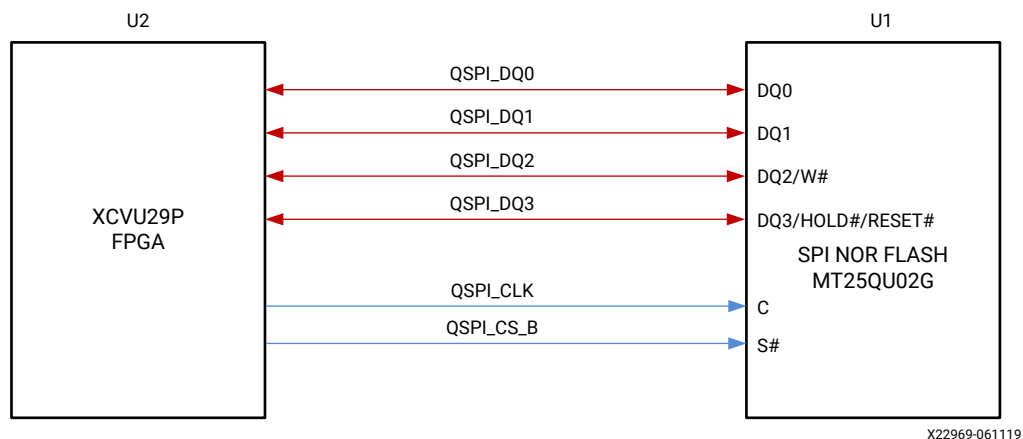 U2
U1
QSPI_DQ0
DQ0
QSPI_DQ1
DQ1
QSPI_DQ2
DQ2/W#
QSPI_DQ3
DQ3/HOLD#/RESET#
XCVU29P
FPGA
SPI NOR FLASH
MT25QU02G
QSPI_CLK
C
QSPI_CS_B
S#
X22969-061119